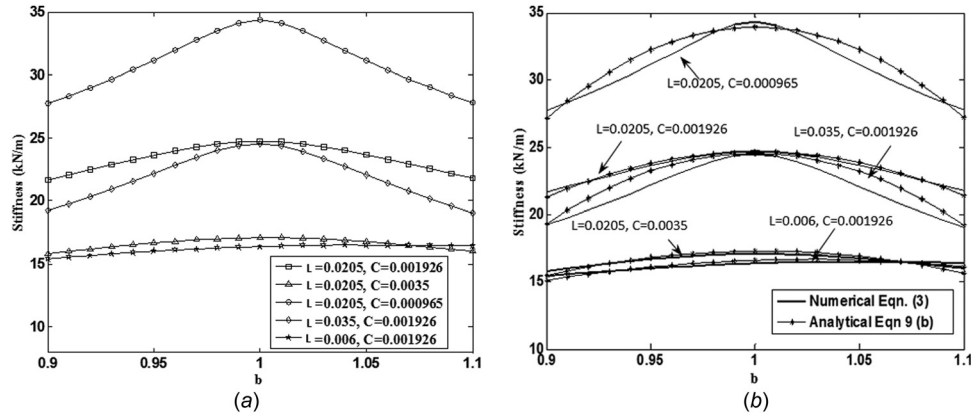 35
30
25
20
15
10
Stiffness (kN/m)
L=0.0205, C=0.001926
L=0.0205, C=0.0035
L=0.0205, C=0.000965
L=0.035, C=0.001926
L=0.006, C=0.001926
0.9
0.95
1
1.05
1.1
b
(a)
(b)
35
30
25
20
15
10
Stiffness (kN/m)
L=0.0205, C=0.000965
L=0.0205, C=0.001926
L=0.035, C=0.001926
L=0.0205, C=0.0035
L=0.006, C=0.001926
Numerical Eqn. (3)
Analytical Eqn 9 (b)
0.9
0.95
1
1.05
1.1
b
(b)